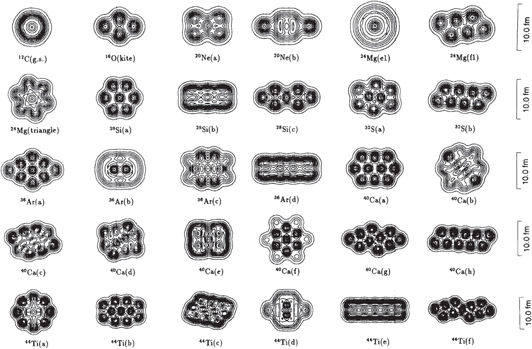 ¹²C(g.s.) ¹⁶O(kite) ²⁰Ne(a) ²⁰Ne(b) ²⁴Mg(e1) ²⁴Mg(f1) 10.0 fm
²⁴Mg(triangle) ²⁸Si(a) ²⁸Si(b) ²⁸Si(c) ³²S(a) ³²S(b) 10.0 fm
³⁶Ar(a) ³⁶Ar(b) ³⁶Ar(c) ³⁶Ar(d) ⁴⁰Ca(a) ⁴⁰Ca(b) 10.0 fm
⁴⁰Ca(c) ⁴⁰Ca(d) ⁴⁰Ca(e) ⁴⁰Ca(f) ⁴⁰Ca(g) ⁴⁰Ca(h) 10.0 fm
⁴⁴Ti(a) ⁴⁴Ti(b) ⁴⁴Ti(c) ⁴⁴Ti(d) ⁴⁴Ti(e) ⁴⁴Ti(f) 10.0 fm